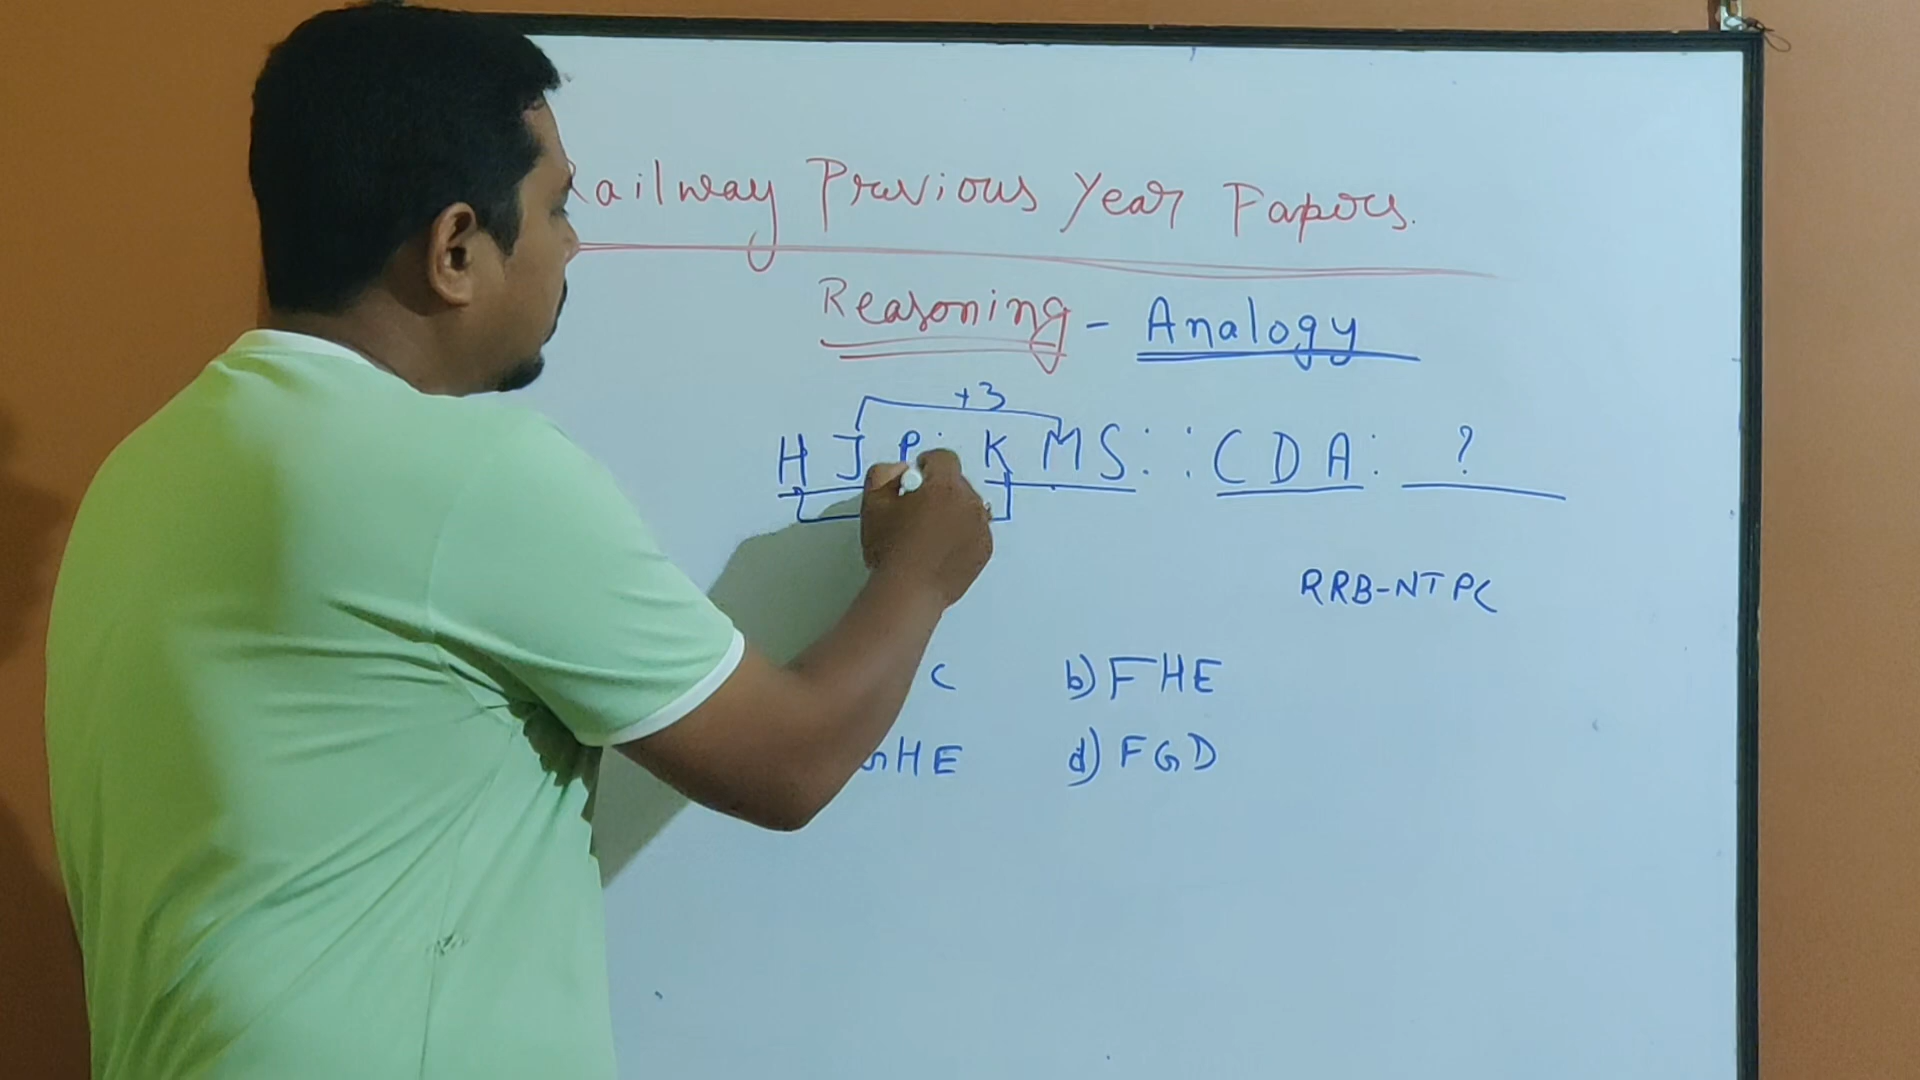 Railway Previous Year Papers.
Reasoning - Analogy
+3
H J P : K M S : : C D A : ?
RRB-NTPC
C b) F H E
H E d) F G D